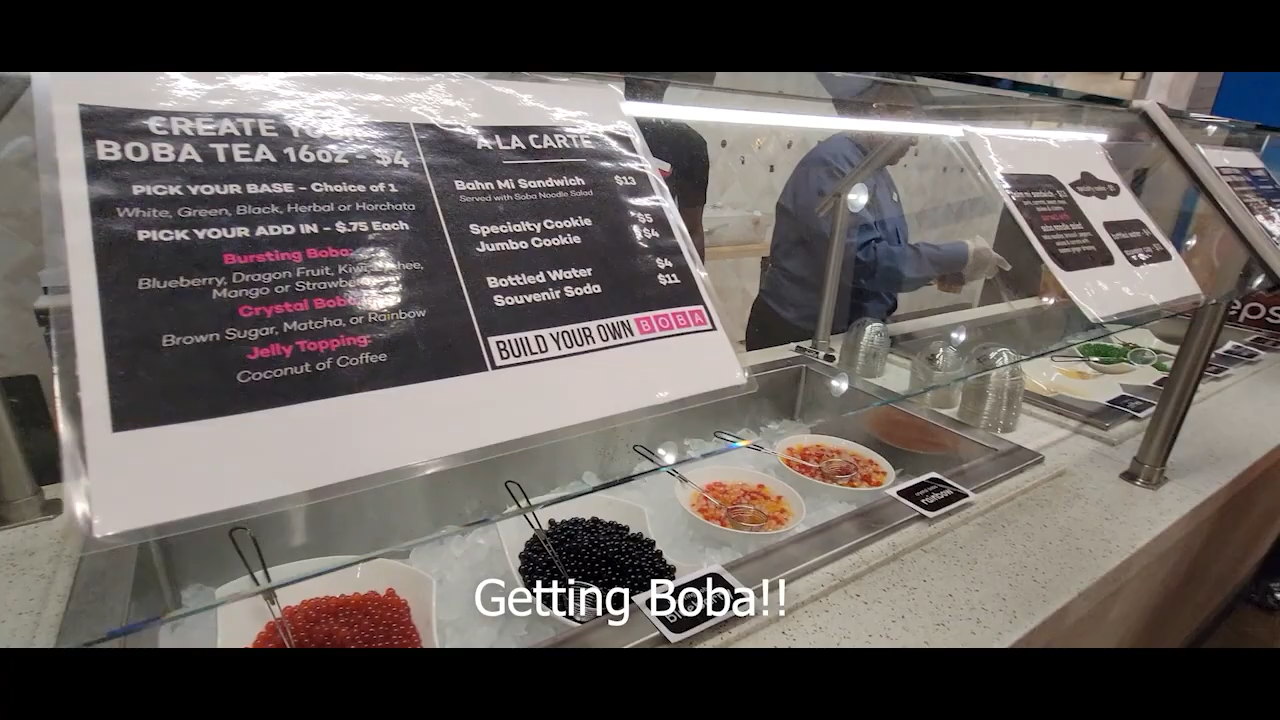 CREATE YOUR
BOBA TEA 16oz - $4
PICK YOUR BASE - Choice of 1
White, Green, Black, Herbal or Horchata
PICK YOUR ADD IN - $.75 Each
Bursting Boba:
Blueberry, Dragon Fruit, Kiwi, Lychee,
Mango or Strawberry
Crystal Boba:
Brown Sugar, Matcha, or Rainbow
Jelly Topping:
Coconut of Coffee
A LA CARTE
Bahn Mi Sandwich $13
Served with Soba Noodle Salad
Specialty Cookie $5
Jumbo Cookie $4
Bottled Water $4
Souvenir Soda $11
BUILD YOUR OWN BOBA
rainbow
Getting Boba!!